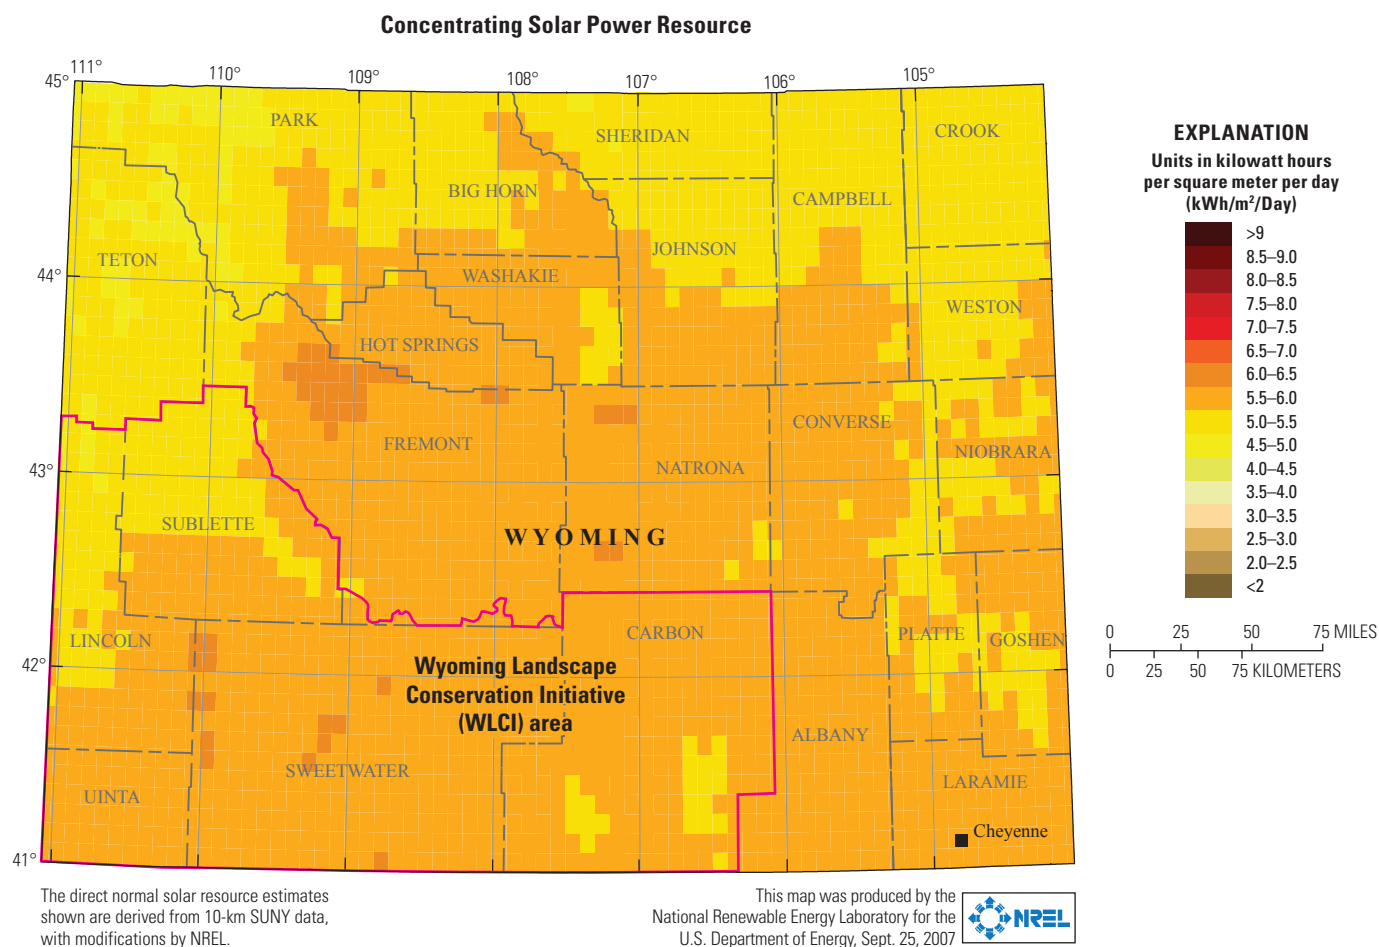 Concentrating Solar Power Resource
111°
110°
109°
108°
107°
106°
105°
45°
44°
43°
42°
41°
PARK
SHERIDAN
CROOK
BIG HORN
CAMPBELL
TETON
JOHNSON
WASHAKIE
WESTON
HOT SPRINGS
FREMONT
CONVERSE
NATRONA
NIOBRARA
SUBLETTE
WYOMING
LINCOLN
CARBON
PLATTE
GOSHEN
Wyoming Landscape
Conservation Initiative
(WLCI) area
ALBANY
SWEETWATER
UINTA
LARAMIE
Cheyenne
EXPLANATION
Units in kilowatt hours
per square meter per day
(kWh/m²/Day)
>9
8.5–9.0
8.0–8.5
7.5–8.0
7.0–7.5
6.5–7.0
6.0–6.5
5.5–6.0
5.0–5.5
4.5–5.0
4.0–4.5
3.5–4.0
3.0–3.5
2.5–3.0
2.0–2.5
<2
0 25 50 75 MILES
0 25 50 75 KILOMETERS
The direct normal solar resource estimates
shown are derived from 10-km SUNY data,
with modifications by NREL.
This map was produced by the
National Renewable Energy Laboratory for the
U.S. Department of Energy, Sept. 25, 2007
NREL